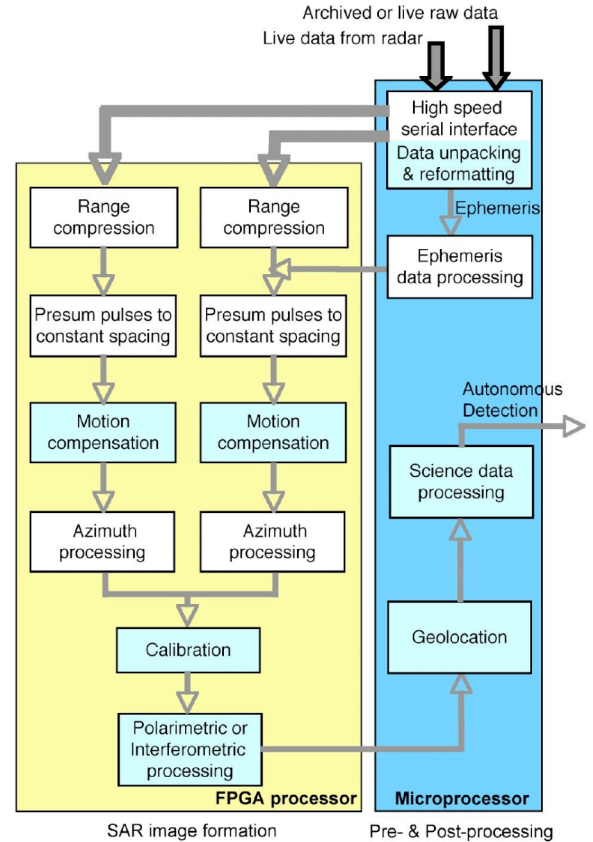 Archived or live raw data
Live data from radar
High speed
serial interface
Data unpacking
& reformatting
Ephemeris
Ephemeris
data processing
Range
compression
Range
compression
Presum pulses to
constant spacing
Presum pulses to
constant spacing
Motion
compensation
Motion
compensation
Azimuth
processing
Azimuth
processing
Calibration
Polarimetric or
Interferometric
processing
FPGA processor
SAR image formation
Autonomous
Detection
Science data
processing
Geolocation
Microprocessor
Pre- & Post-processing